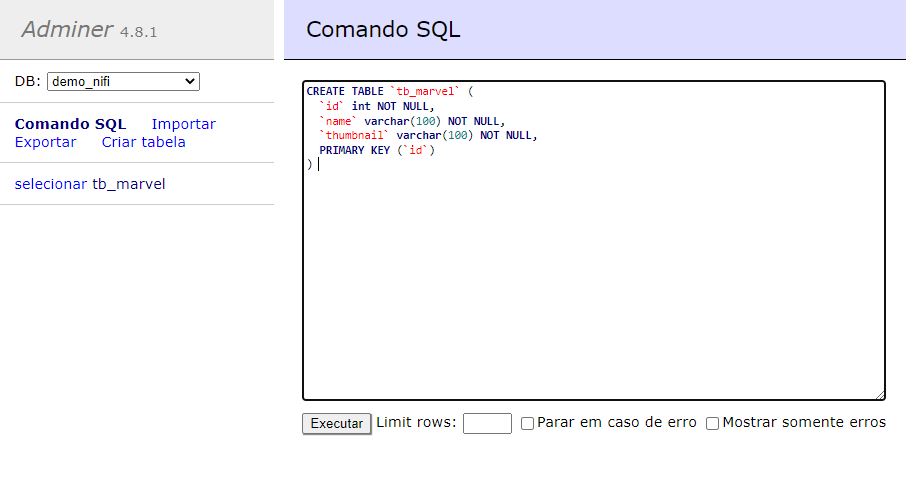 Adminer 4.8.1
DB: demo_nifi
Comando SQL Importar
Exportar Criar tabela
selecionar tb_marvel
Comando SQL
CREATE TABLE `tb_marvel` (
  `id` int NOT NULL,
  `name` varchar(100) NOT NULL,
  `thumbnail` varchar(100) NOT NULL,
  PRIMARY KEY (`id`)
)
Executar Limit rows: Parar em caso de erro Mostrar somente erros